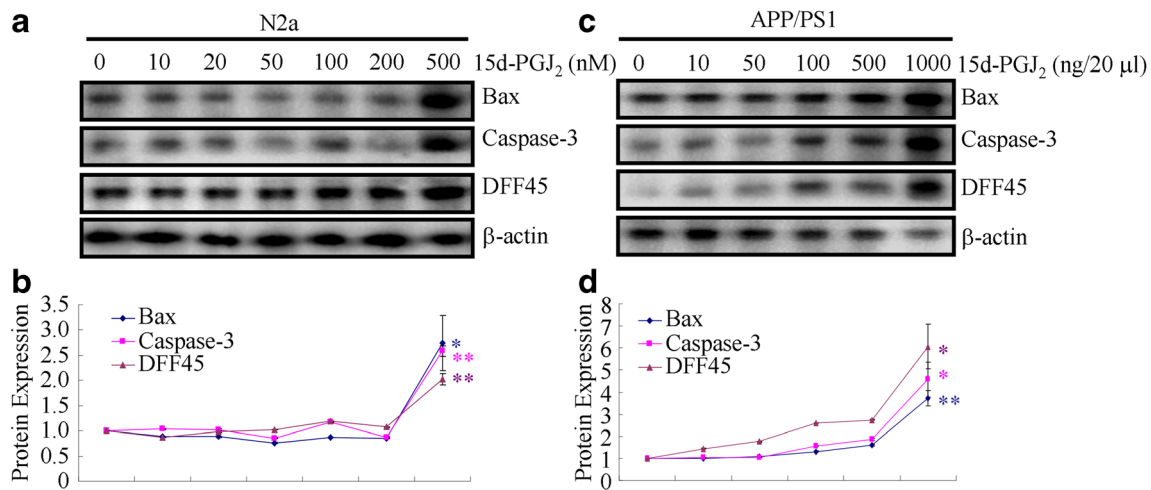 a
N2a
0 10 20 50 100 200 500 15d-PGJ₂ (nM)
Bax
Caspase-3
DFF45
β-actin
b
Protein Expression
3.5
3.0
2.5
2.0
1.5
1.0
0.5
0
Bax
Caspase-3
DFF45
*
**
**
c
APP/PS1
0 10 50 100 500 1000 15d-PGJ₂ (ng/20 μl)
Bax
Caspase-3
DFF45
β-actin
d
Protein Expression
8
7
6
5
4
3
2
1
0
Bax
Caspase-3
DFF45
*
*
**